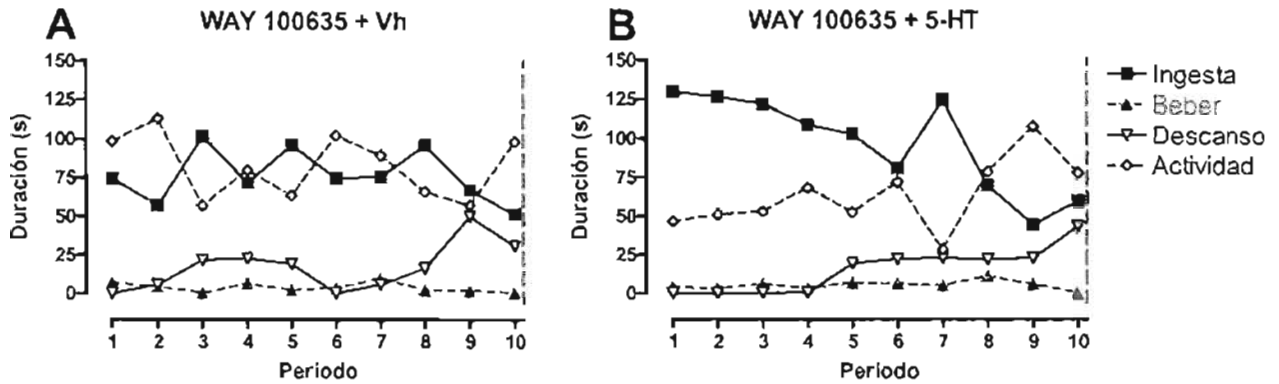 A
WAY 100635 + Vh
Duración (s)
150
125
100
75
50
25
0
1 2 3 4 5 6 7 8 9 10
Periodo
B
WAY 100635 + 5-HT
Duración (s)
150
125
100
75
50
25
0
1 2 3 4 5 6 7 8 9 10
Periodo
Ingesta
Beber
Descanso
Actividad